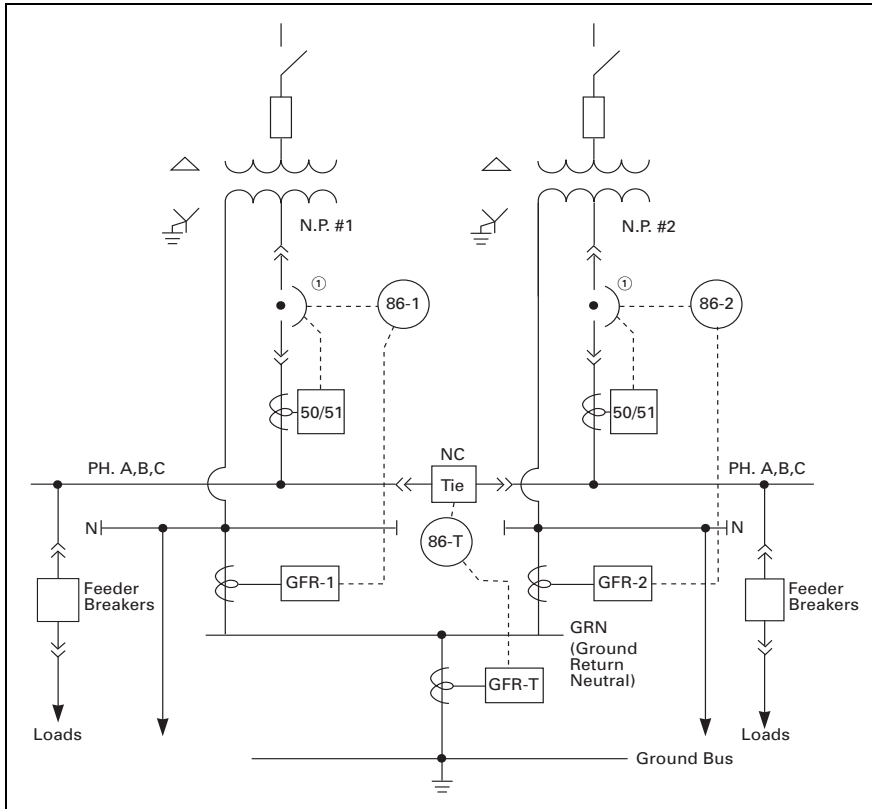 N.P. #1
N.P. #2
①
86-1
①
86-2
50/51
50/51
PH. A,B,C
NC
Tie
PH. A,B,C
N
86-T
N
Feeder
Breakers
GFR-1
GFR-2
Feeder
Breakers
GRN
(Ground
Return
Neutral)
GFR-T
Loads
Loads
Ground Bus